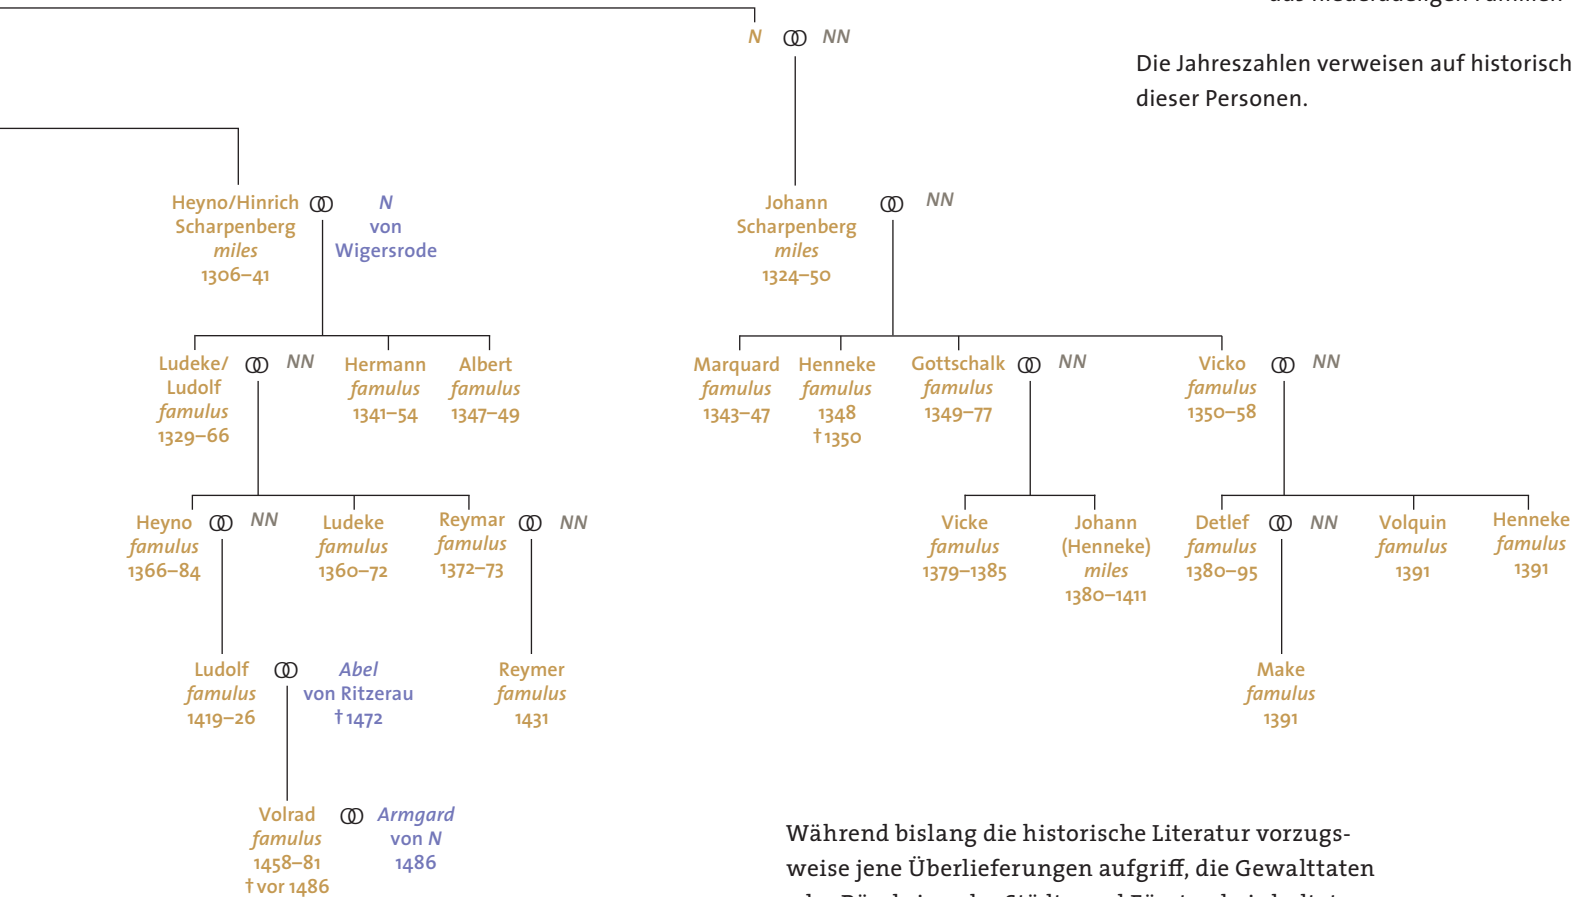 N NN
Die Jahreszahlen verweisen auf historisch
dieser Personen.
Heyno/Hinrich
Scharpenberg
miles
1306–41
N
von
Wigersrode
Johann
Scharpenberg
miles
1324–50
NN
Ludeke/
Ludolf
famulus
1329–66
NN
Hermann
famulus
1341–54
Albert
famulus
1347–49
Marquard
famulus
1343–47
Henneke
famulus
1348
†1350
Gottschalk
famulus
1349–77
NN
Vicko
famulus
1350–58
NN
Heyno
famulus
1366–84
NN
Ludeke
famulus
1360–72
Reymar
famulus
1372–73
NN
Vicke
famulus
1379–1385
Johann
(Henneke)
miles
1380–1411
Detlef
famulus
1380–95
NN
Volquin
famulus
1391
Henneke
famulus
1391
Ludolf
famulus
1419–26
Abel
von Ritzerau
†1472
Reymer
famulus
1431
Make
famulus
1391
Volrad
famulus
1458–81
†vor 1486
Armgard
von N
1486
Während bislang die historische Literatur vorzugs-
weise jene Überlieferungen aufgriff, die Gewalttaten